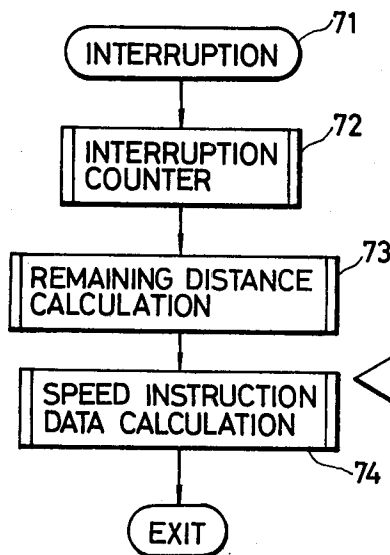 71
INTERRUPTION
72
INTERRUPTION
COUNTER
73
REMAINING DISTANCE
CALCULATION
SPEED INSTRUCTION
DATA CALCULATION
74
EXIT